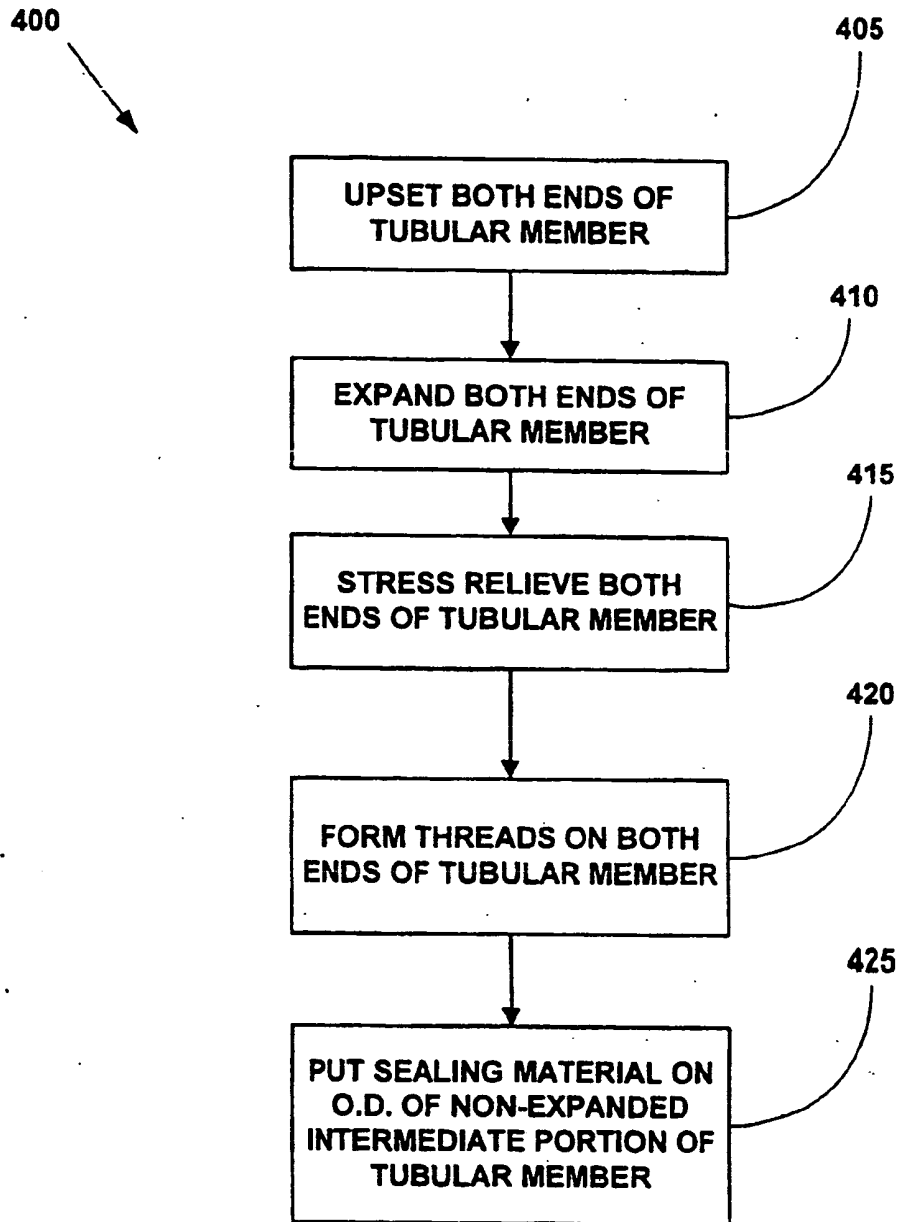 400
405
UPSET BOTH ENDS OF
TUBULAR MEMBER
410
EXPAND BOTH ENDS OF
TUBULAR MEMBER
415
STRESS RELIEVE BOTH
ENDS OF TUBULAR MEMBER
420
FORM THREADS ON BOTH
ENDS OF TUBULAR MEMBER
425
PUT SEALING MATERIAL ON
O.D. OF NON-EXPANDED
INTERMEDIATE PORTION OF
TUBULAR MEMBER